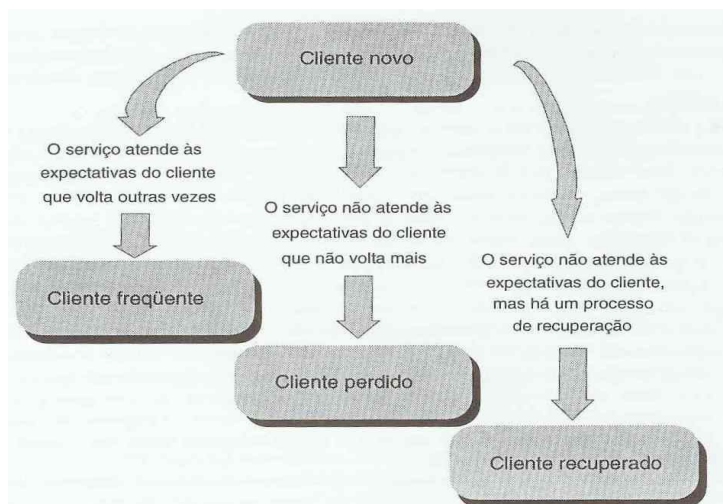 Cliente novo
O serviço atende às
expectativas do cliente
que volta outras vezes
Cliente freqüente
O serviço não atende às
expectativas do cliente
que não volta mais
Cliente perdido
O serviço não atende às
expectativas do cliente,
mas há um processo
de recuperação
Cliente recuperado